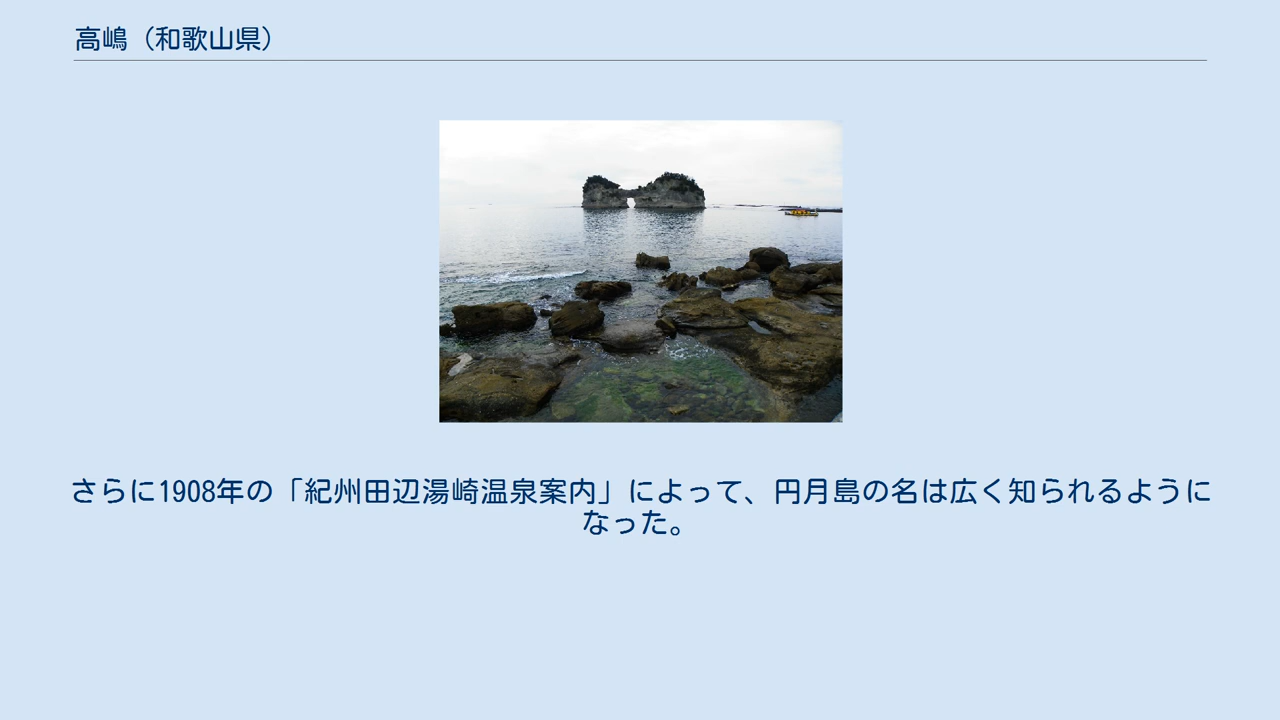 高嶋（和歌山県）
さらに1908年の「紀州田辺湯崎温泉案内」によって、円月島の名は広く知られるように
なった。